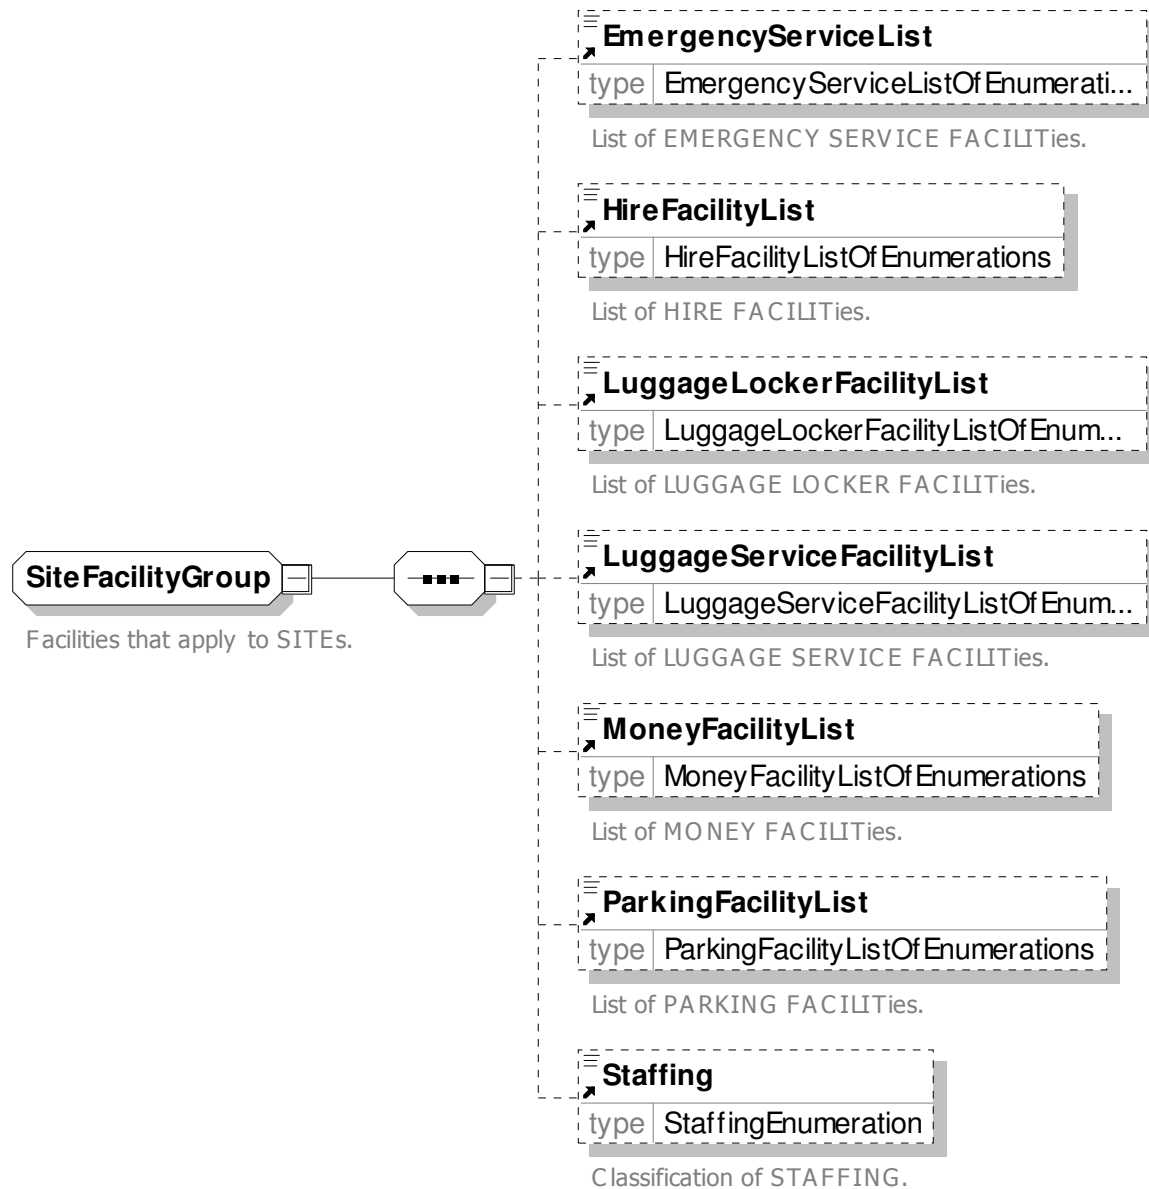 EmergencyServiceList
type EmergencyServiceListOfEnumerati...
List of EMERGENCY SERVICE FACILITies.
HireFacilityList
type HireFacilityListOfEnumerations
List of HIRE FACILITies.
LuggageLockerFacilityList
type LuggageLockerFacilityListOfEnum...
List of LUGGAGE LOCKER FACILITies.
SiteFacilityGroup
Facilities that apply to SITEs.
LuggageServiceFacilityList
type LuggageServiceFacilityListOfEnum...
List of LUGGAGE SERVICE FACILITies.
MoneyFacilityList
type MoneyFacilityListOfEnumerations
List of MONEY FACILITies.
ParkingFacilityList
type ParkingFacilityListOfEnumerations
List of PARKING FACILITies.
Staffing
type StaffingEnumeration
Classification of STAFFING.